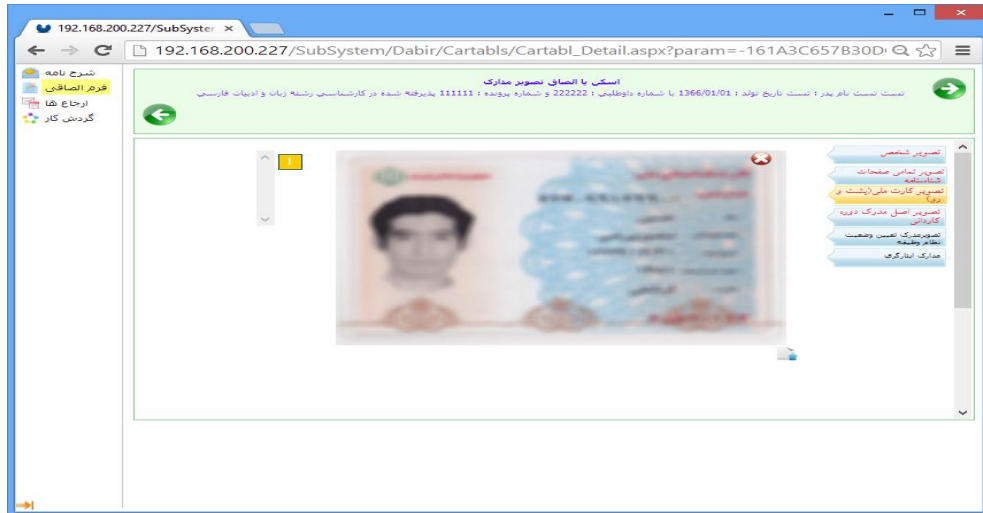 192.168.200.227/SubSyster
192.168.200.227/SubSystem/Dabir/Cartabls/Cartabl_Detail.aspx?param=-161A3C657B30D
شرح نامه
فرم الصاقی
ارجاع ها
گردش کار
اسکن یا الصاق تصویر مدارک
تست تست نام پدر : تست تاریخ تولد : 1366/01/01 با شماره داوطلبی : 222222 و شماره پرونده : 111111 پذیرفته شده در کارشناسی رشته زبان و ادبیات فارسی
1
تصویر شخص
تصویر تمامی صفحات
شناسنامه
تصویر کارت ملی(پشت و
رو)
تصویر اصل مدرک دوره
کاردانی
تصویرمدرک تعیین وضعیت
نظام وظیفه
مدارک ایثارگری